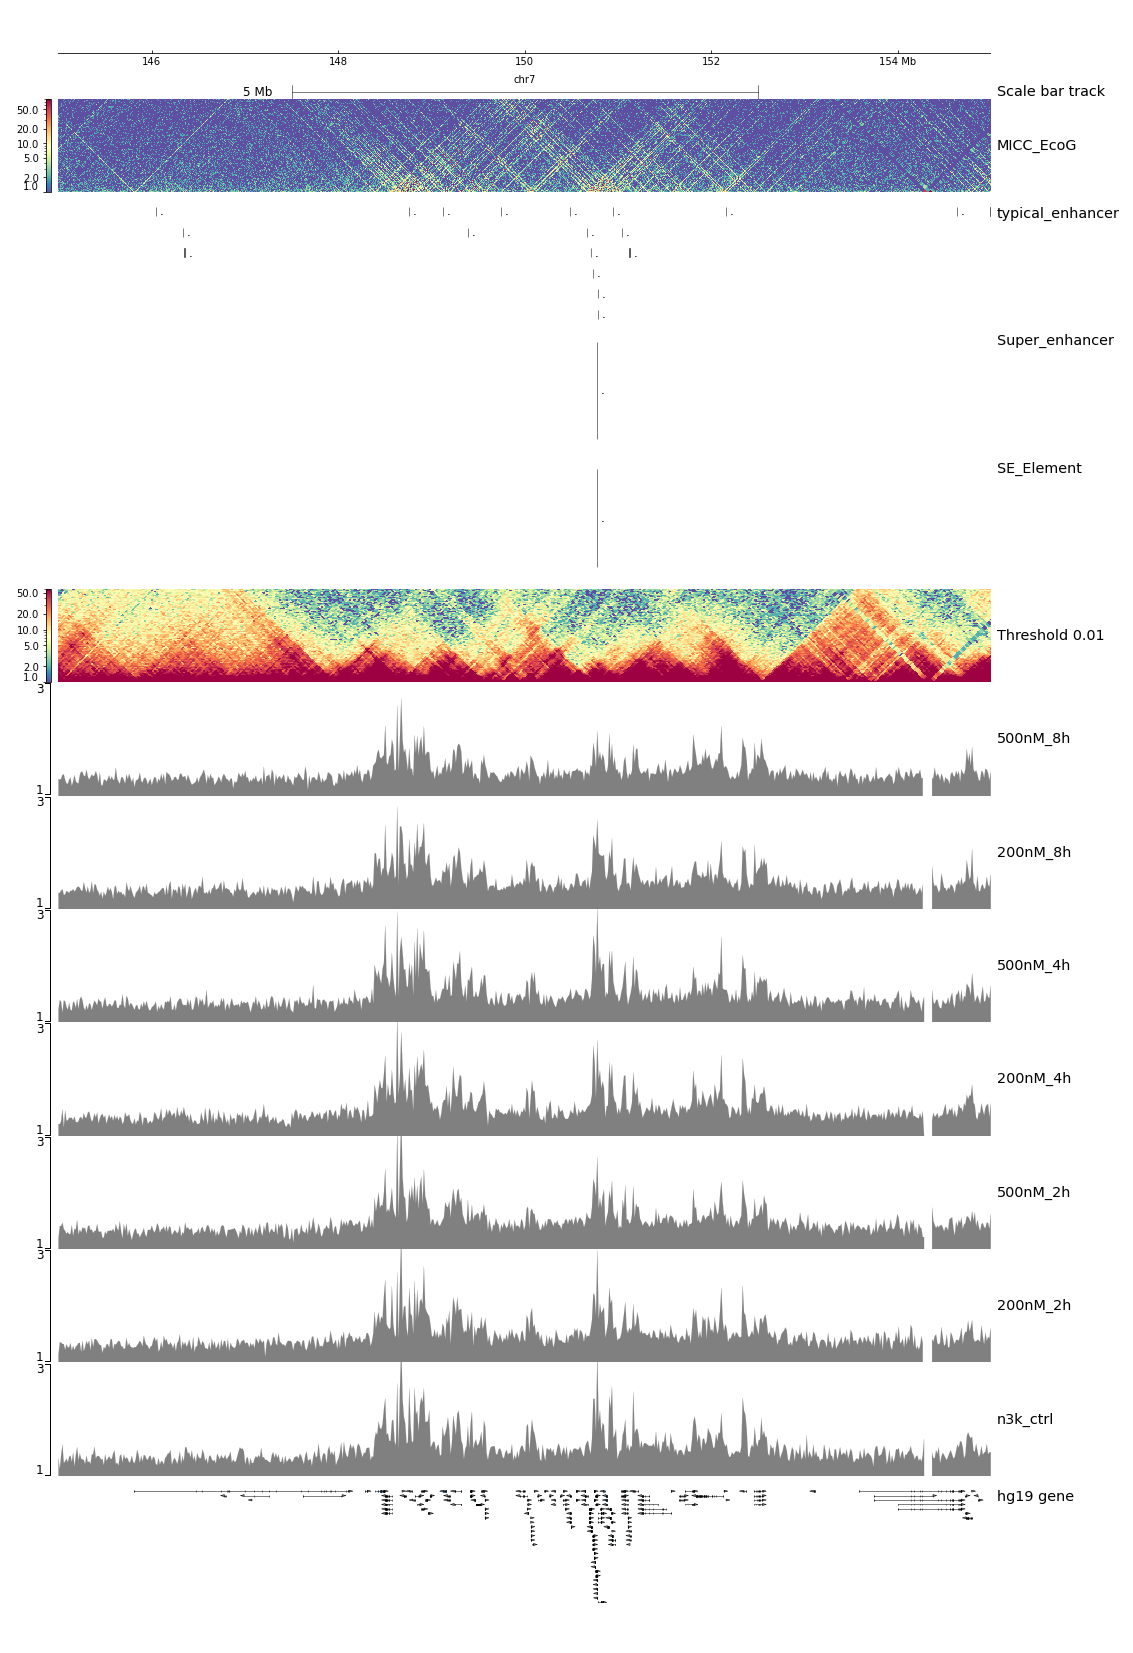 146 148 150 152 154 Mb
chr7
5 Mb Scale bar track
50.0
20.0
10.0 MICC_EcoG
5.0
2.0
1.0
typical_enhancer
Super_enhancer
SE_Element
50.0
20.0
10.0 Threshold 0.01
5.0
2.0
1.0
3
500nM_8h
1
3
200nM_8h
1
3
500nM_4h
1
3
200nM_4h
1
3
500nM_2h
1
3
200nM_2h
1
3
n3k_ctrl
1
hg19 gene